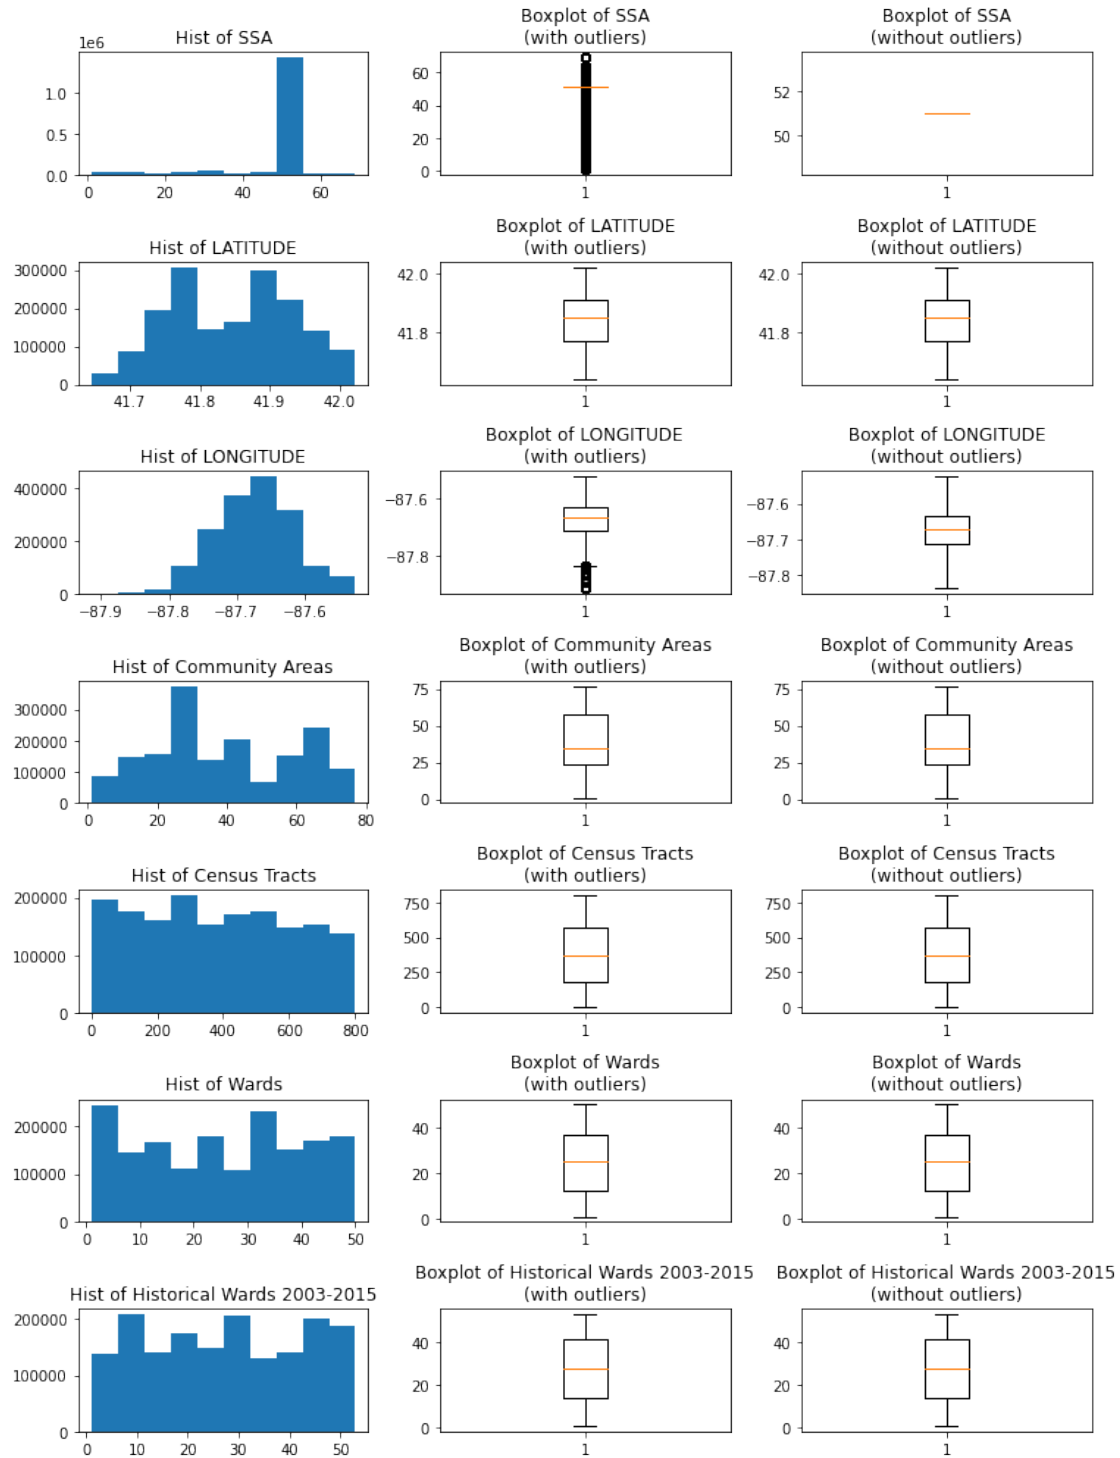 Hist of SSA
1e6
1.0
0.5
0.0
0 20 40 60
Boxplot of SSA
(with outliers)
60
40
20
0
1
Boxplot of SSA
(without outliers)
52
50
1
Hist of LATITUDE
300000
200000
100000
0
41.7 41.8 41.9 42.0
Boxplot of LATITUDE
(with outliers)
42.0
41.8
1
Boxplot of LATITUDE
(without outliers)
42.0
41.8
1
Hist of LONGITUDE
400000
200000
0
−87.9 −87.8 −87.7 −87.6
Boxplot of LONGITUDE
(with outliers)
−87.6
−87.8
1
Boxplot of LONGITUDE
(without outliers)
−87.6
−87.7
−87.8
1
Hist of Community Areas
300000
200000
100000
0
0 20 40 60 80
Boxplot of Community Areas
(with outliers)
75
50
25
0
1
Boxplot of Community Areas
(without outliers)
75
50
25
0
1
Hist of Census Tracts
200000
100000
0
0 200 400 600 800
Boxplot of Census Tracts
(with outliers)
750
500
250
0
1
Boxplot of Census Tracts
(without outliers)
750
500
250
0
1
Hist of Wards
200000
100000
0
0 10 20 30 40 50
Boxplot of Wards
(with outliers)
40
20
0
1
Boxplot of Wards
(without outliers)
40
20
0
1
Hist of Historical Wards 2003-2015
200000
100000
0
0 10 20 30 40 50
Boxplot of Historical Wards 2003-2015
(with outliers)
40
20
0
1
Boxplot of Historical Wards 2003-2015
(without outliers)
40
20
0
1